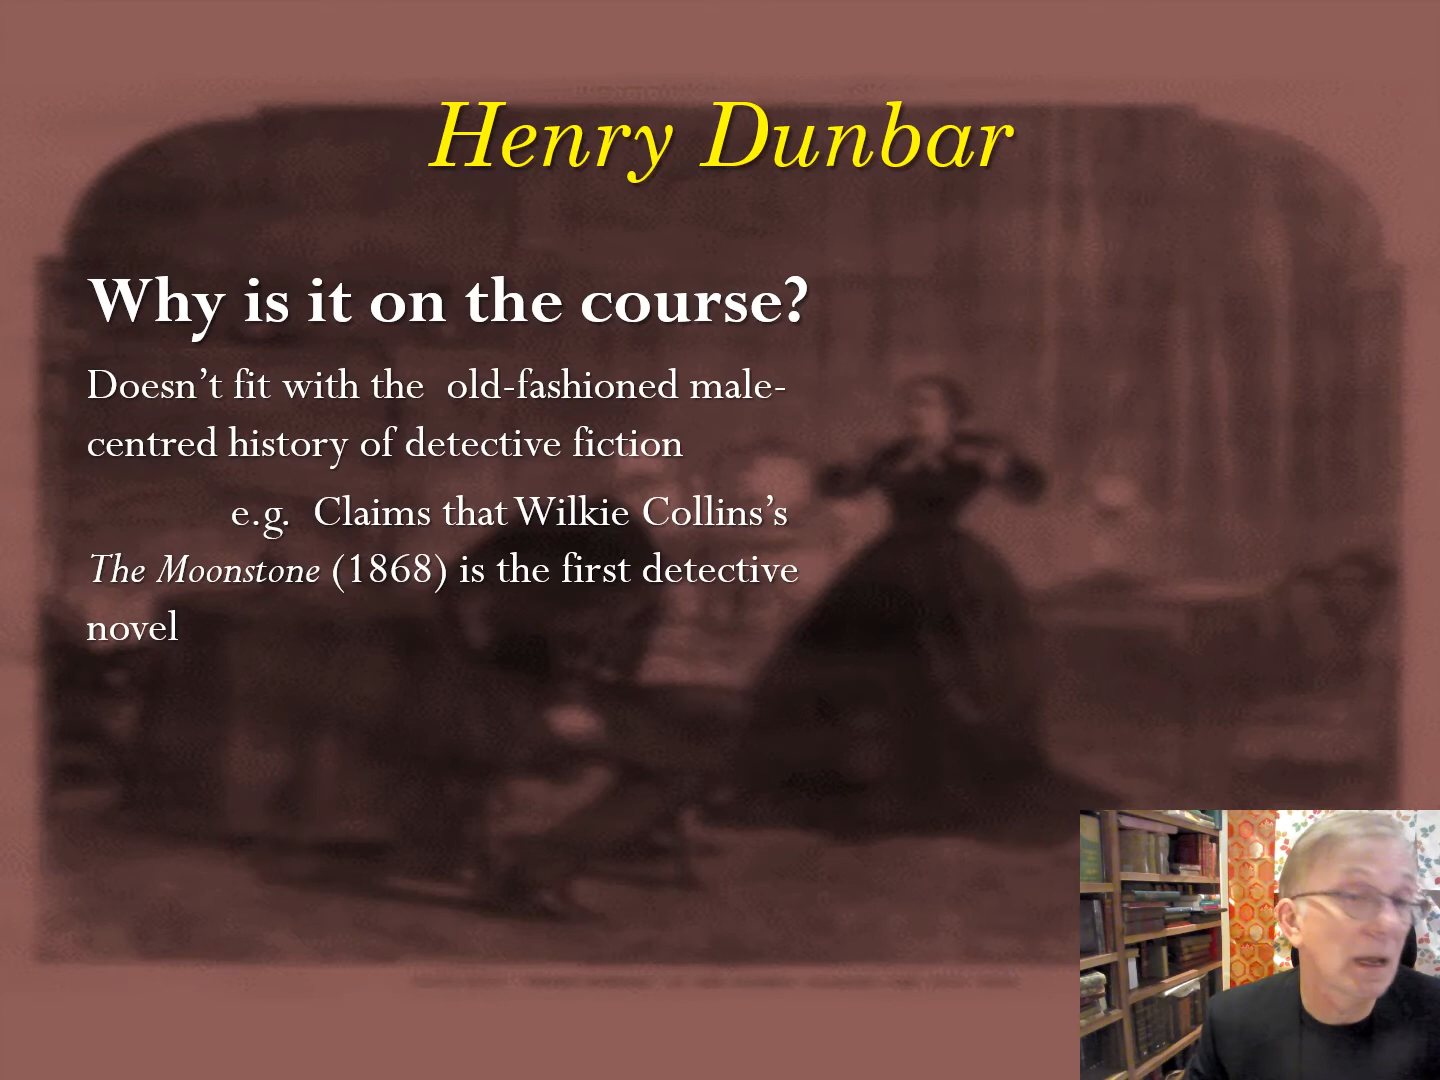 Henry Dunbar
Why is it on the course?
Doesn’t fit with the old-fashioned male-
centred history of detective fiction
e.g. Claims that Wilkie Collins’s
The Moonstone (1868) is the first detective
novel